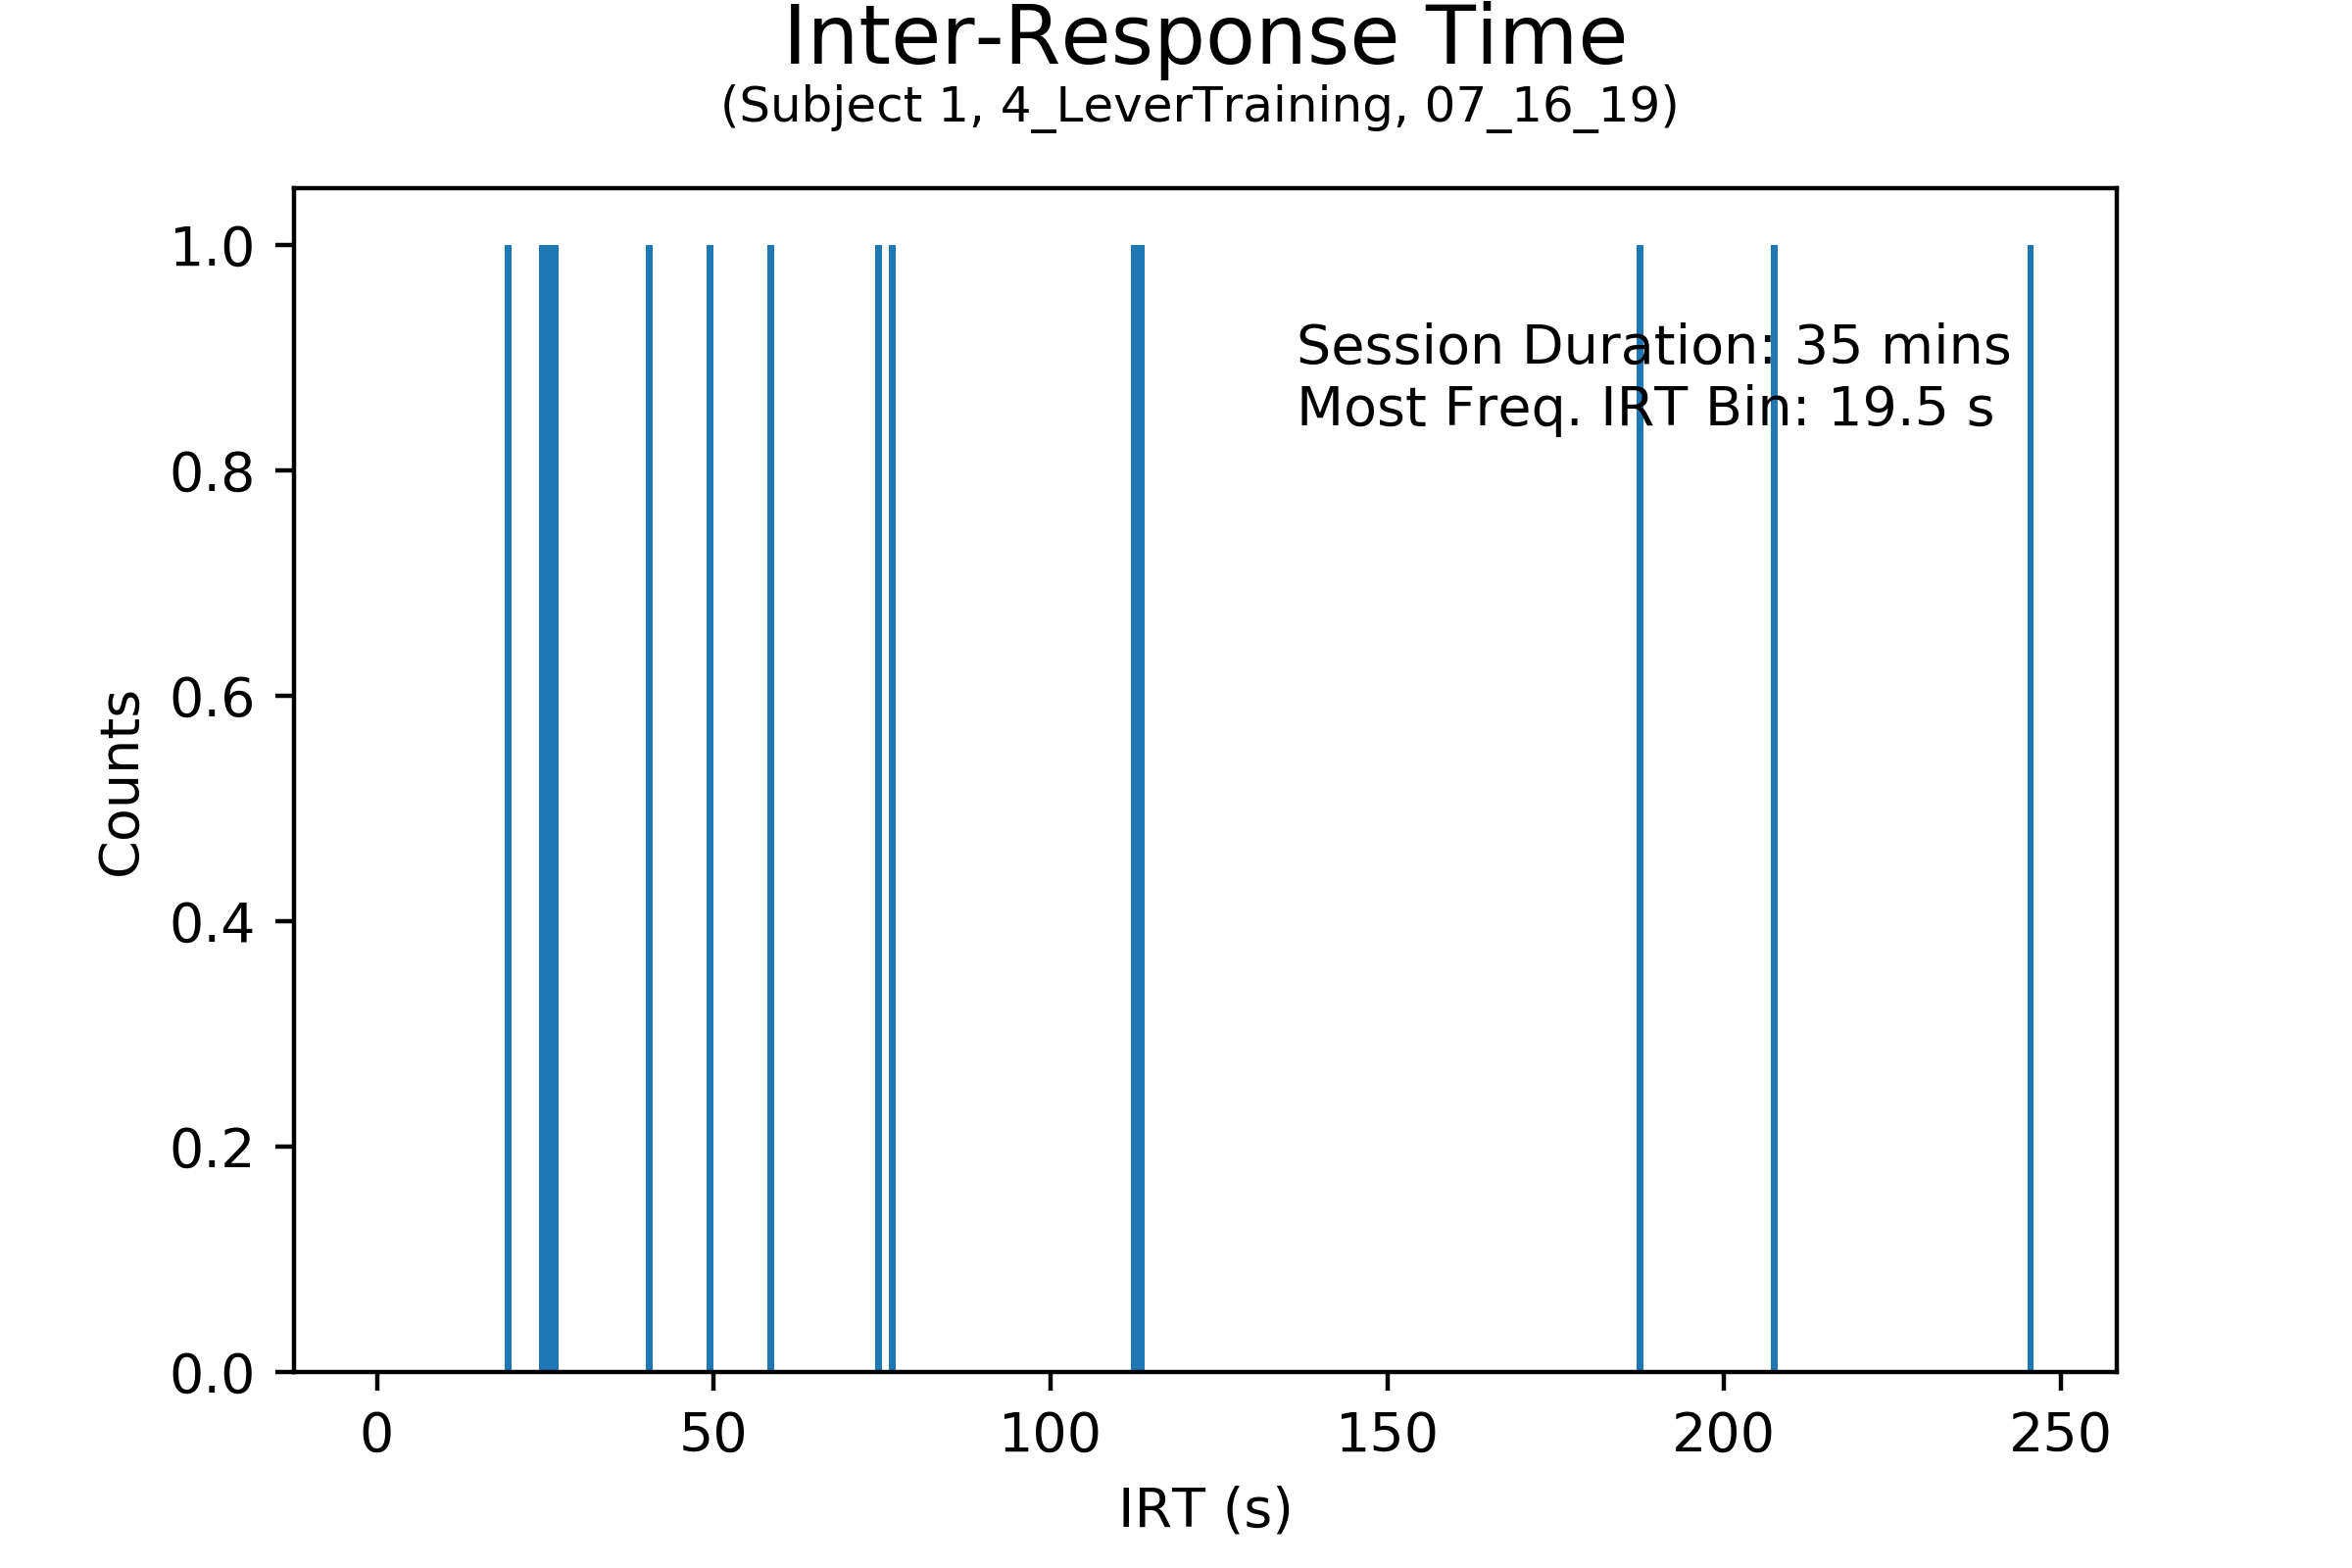 Inter-Response Time
(Subject 1, 4_LeverTraining, 07_16_19)
1.0
0.8
0.6
0.4
0.2
0.0
Counts
Session Duration: 35 mins
Most Freq. IRT Bin: 19.5 s
0 50 100 150 200 250
IRT (s)